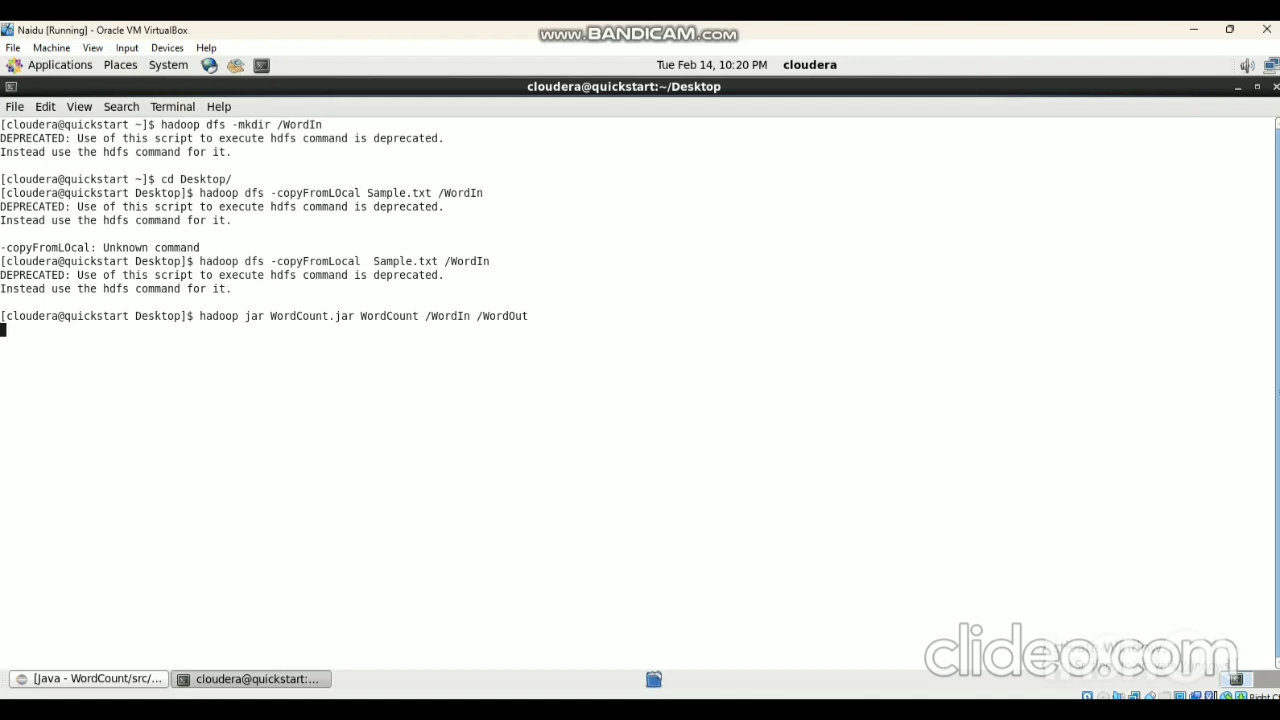 Naidu [Running] - Oracle VM VirtualBox
www.BANDICAM.com
File Machine View Input Devices Help
Applications Places System
Tue Feb 14, 10:20 PM cloudera
cloudera@quickstart:~/Desktop
File Edit View Search Terminal Help
[cloudera@quickstart ~]$ hadoop dfs -mkdir /WordIn
DEPRECATED: Use of this script to execute hdfs command is deprecated.
Instead use the hdfs command for it.
[cloudera@quickstart ~]$ cd Desktop/
[cloudera@quickstart Desktop]$ hadoop dfs -copyFromLOcal Sample.txt /WordIn
DEPRECATED: Use of this script to execute hdfs command is deprecated.
Instead use the hdfs command for it.
-copyFromLOcal: Unknown command
[cloudera@quickstart Desktop]$ hadoop dfs -copyFromLocal  Sample.txt /WordIn
DEPRECATED: Use of this script to execute hdfs command is deprecated.
Instead use the hdfs command for it.
[cloudera@quickstart Desktop]$ hadoop jar WordCount.jar WordCount /WordIn /WordOut
clideo.com
[Java - WordCount/src/... cloudera@quickstart:...
Right C